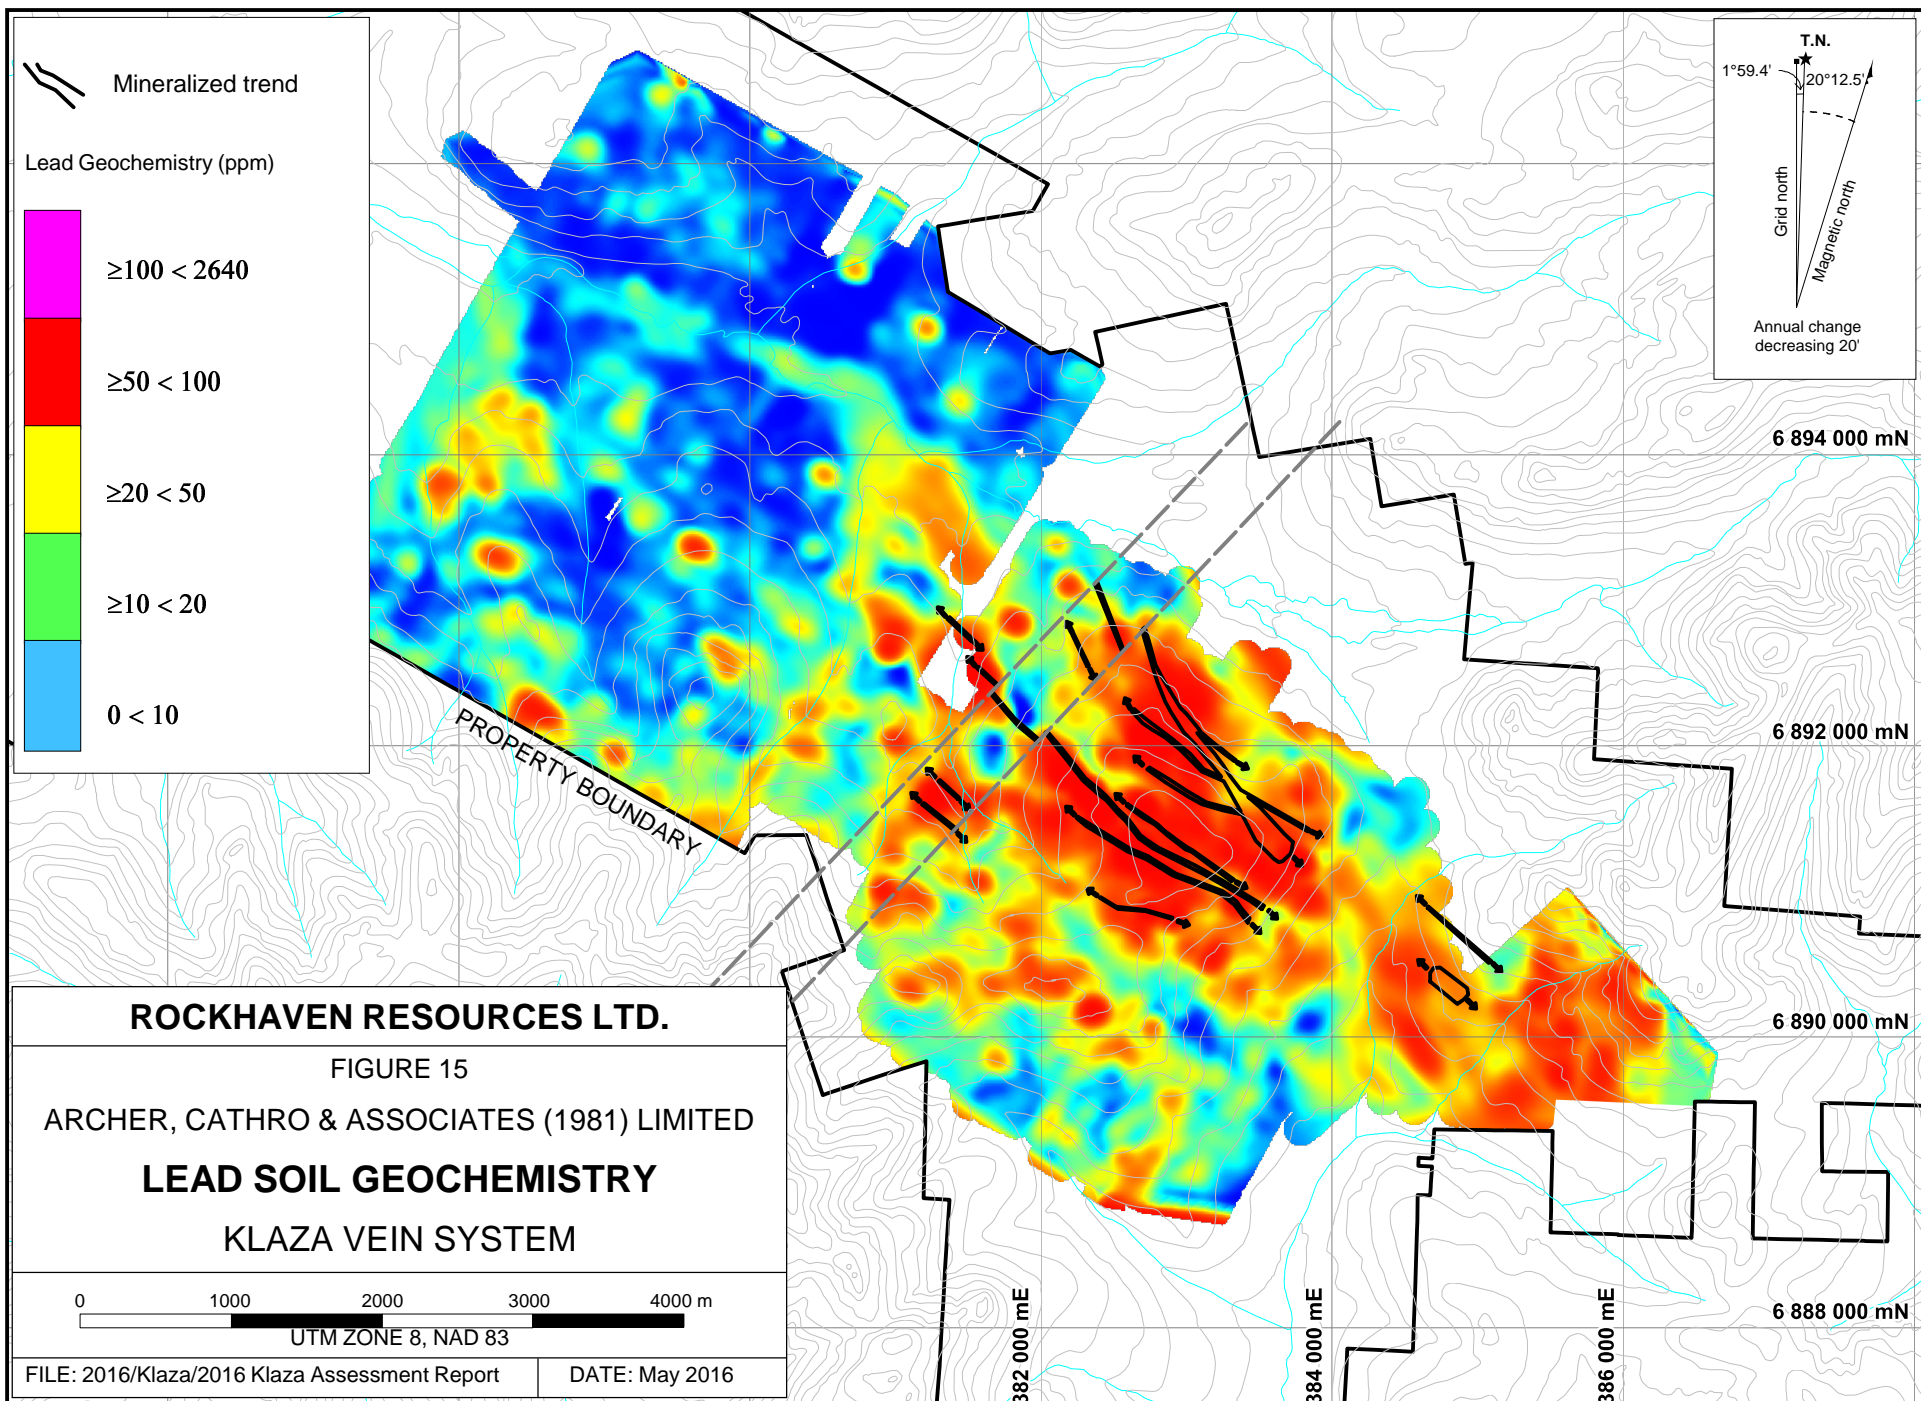 Mineralized trend
Lead Geochemistry (ppm)
≥100 < 2640
≥50 < 100
≥20 < 50
≥10 < 20
0 < 10
T.N.
1°59.4'
20°12.5'
Grid north
Magnetic north
Annual change
decreasing 20'
6 894 000 mN
6 892 000 mN
6 890 000 mN
6 888 000 mN
PROPERTY BOUNDARY
382 000 mE
384 000 mE
386 000 mE
ROCKHAVEN RESOURCES LTD.
FIGURE 15
ARCHER, CATHRO & ASSOCIATES (1981) LIMITED
LEAD SOIL GEOCHEMISTRY
KLAZA VEIN SYSTEM
0 1000 2000 3000 4000 m
UTM ZONE 8, NAD 83
FILE: 2016/Klaza/2016 Klaza Assessment Report
DATE: May 2016